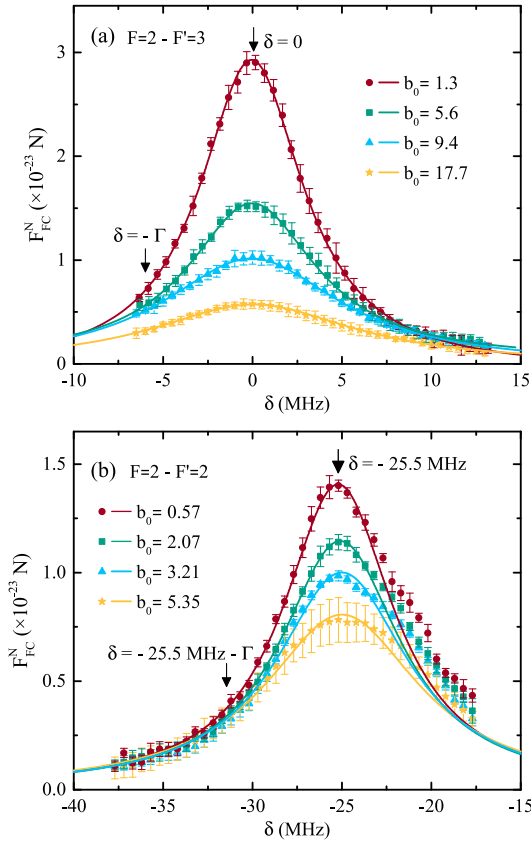 (a) F=2 - F'=3
δ = 0
b₀= 1.3
b₀= 5.6
b₀= 9.4
b₀= 17.7
δ = - Γ
F^N_FC (×10⁻²³ N)
3
2
1
0
-10 -5 0 5 10 15
δ (MHz)
(b) F=2 - F'=2
δ = - 25.5 MHz
b₀= 0.57
b₀= 2.07
b₀= 3.21
b₀= 5.35
δ = - 25.5 MHz - Γ
F^N_FC (×10⁻²³ N)
1.5
1.0
0.5
0.0
-40 -35 -30 -25 -20 -15
δ (MHz)